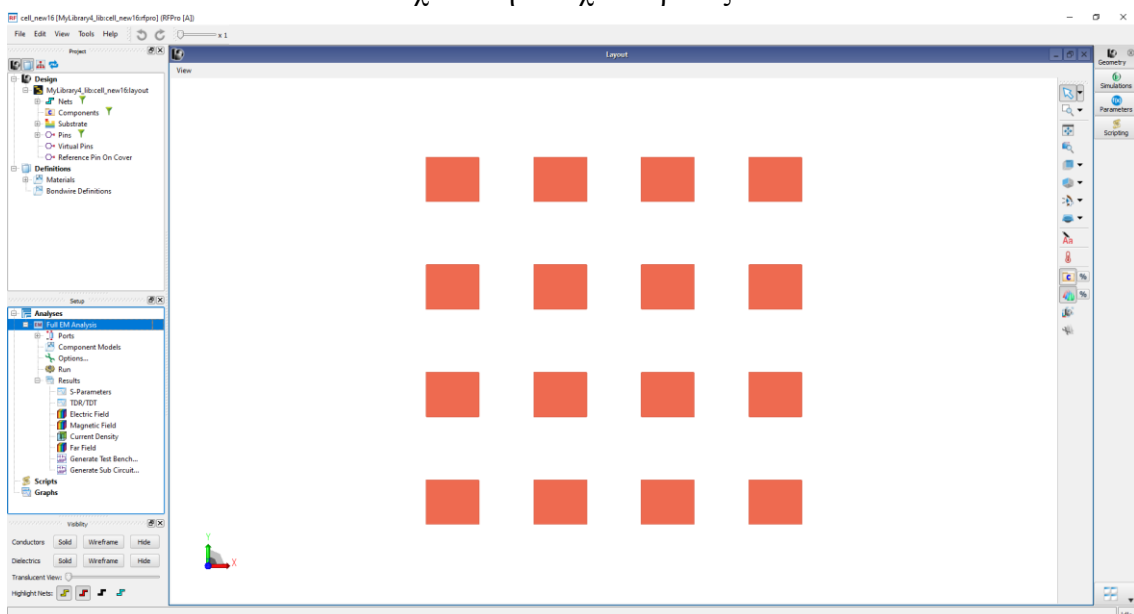 cell_new16 [MyLibrary4_lib:cell_new16:rfpro] (RFPro [A])
File Edit View Tools Help x 1
Project
Design
MyLibrary4_lib:cell_new16:layout
Nets
Components
Substrate
Pins
Virtual Pins
Reference Pin On Cover
Definitions
Materials
Bondwire Definitions
Setup
Analyses
Full EM Analysis
Ports
Component Models
Options...
Run
Results
S-Parameters
TDR/TDT
Electric Field
Magnetic Field
Current Density
Far Field
Generate Test Bench...
Generate Sub Circuit...
Scripts
Graphs
Visibility
Conductors Solid Wireframe Hide
Dielectrics Solid Wireframe Hide
Translucent View:
Highlight Nets:
Layout
View
Y
X
Aa
C %
%
Geometry
Simulations
Parameters
Scripting